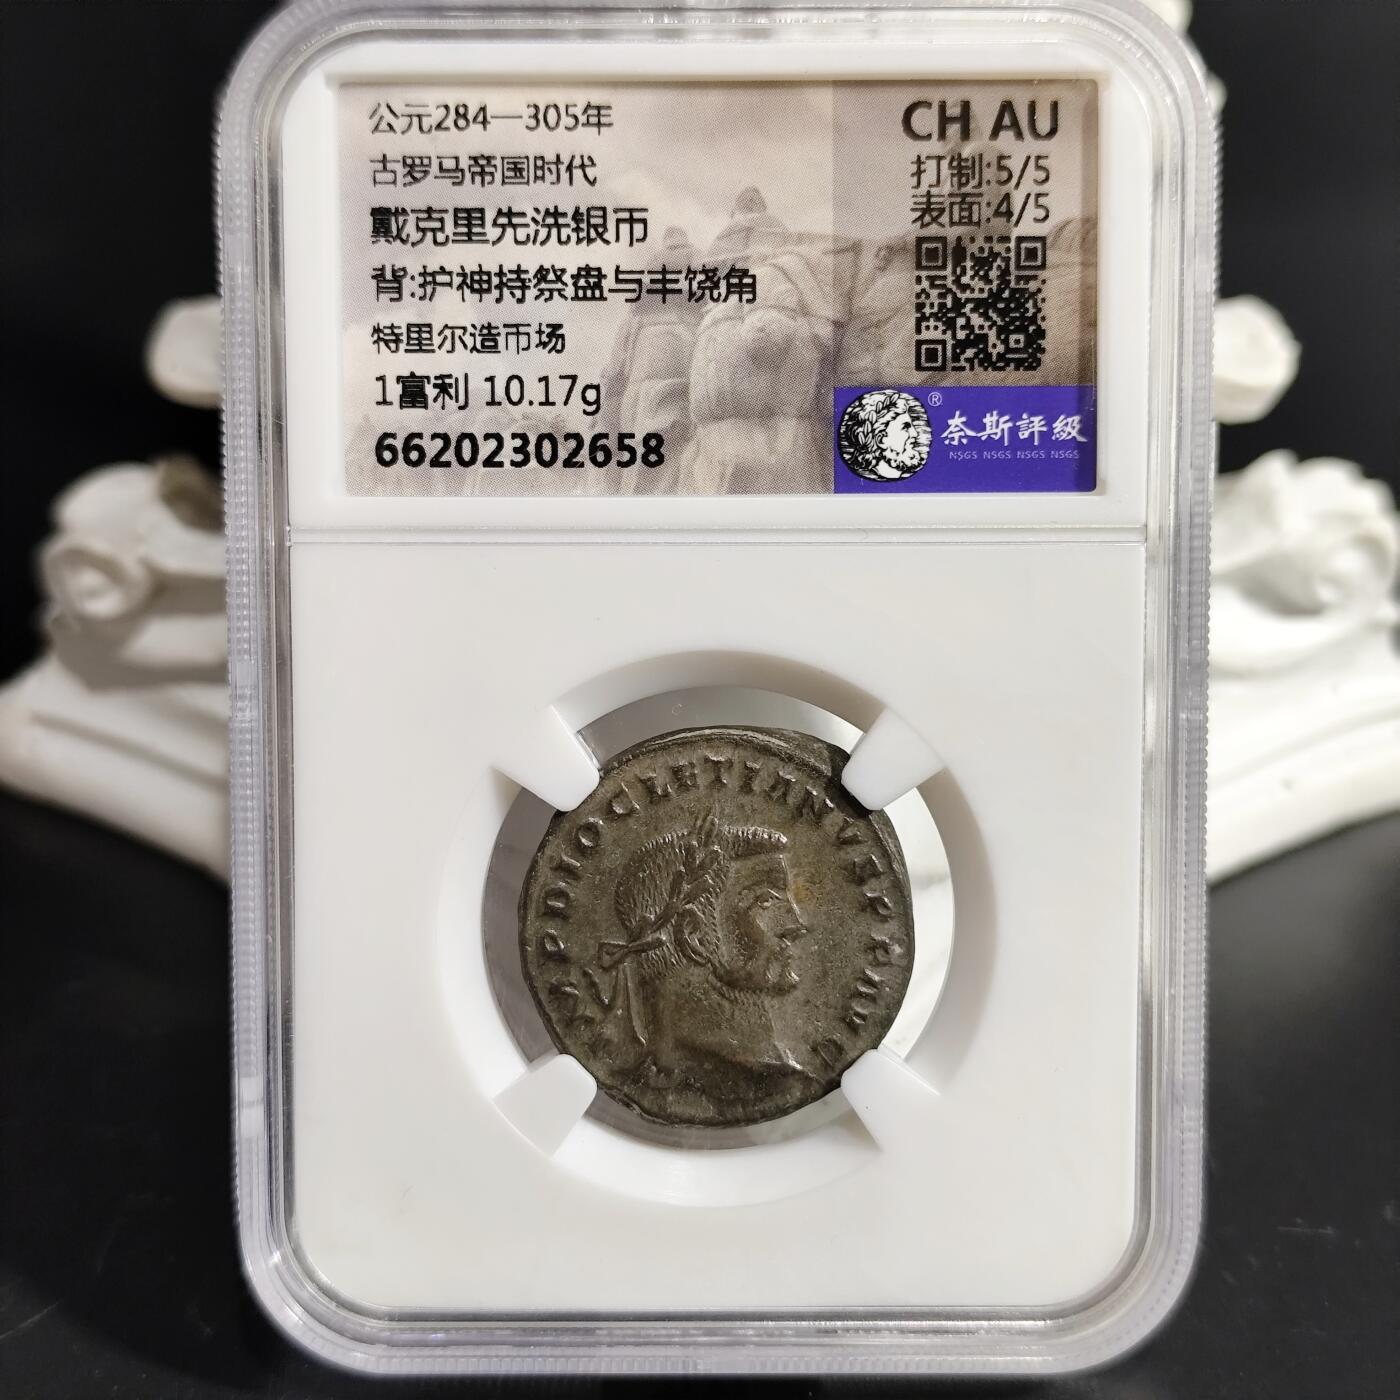 公元284—305年
古罗马帝国时代
戴克里先洗银币
背:护神持祭盘与丰饶角
特里尔造币场
1富利 10.17g
66202302658
CH AU
打制:5/5
表面:4/5
®
奈斯評級
NSGS NSGS NSGS NSGS
IMP DIOCLETIANVS P P AVG